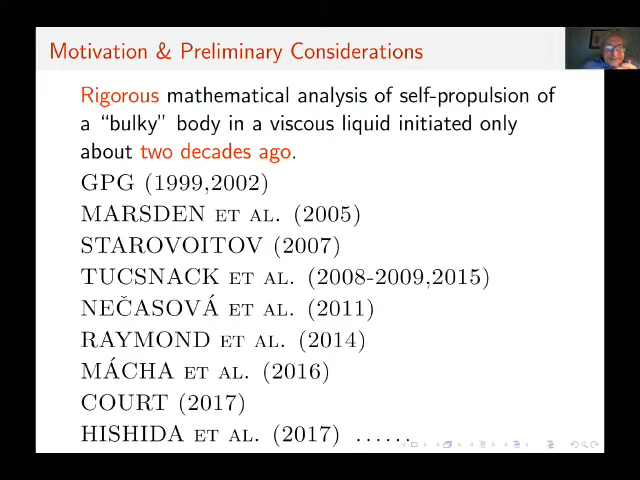 Motivation & Preliminary Considerations
Rigorous mathematical analysis of self-propulsion of
a “bulky” body in a viscous liquid initiated only
about two decades ago.
GPG (1999,2002)
MARSDEN ET AL. (2005)
STAROVOITOV (2007)
TUCSNACK ET AL. (2008-2009,2015)
NEČASOVÁ ET AL. (2011)
RAYMOND ET AL. (2014)
MÁCHA ET AL. (2016)
COURT (2017)
HISHIDA ET AL. (2017) ......